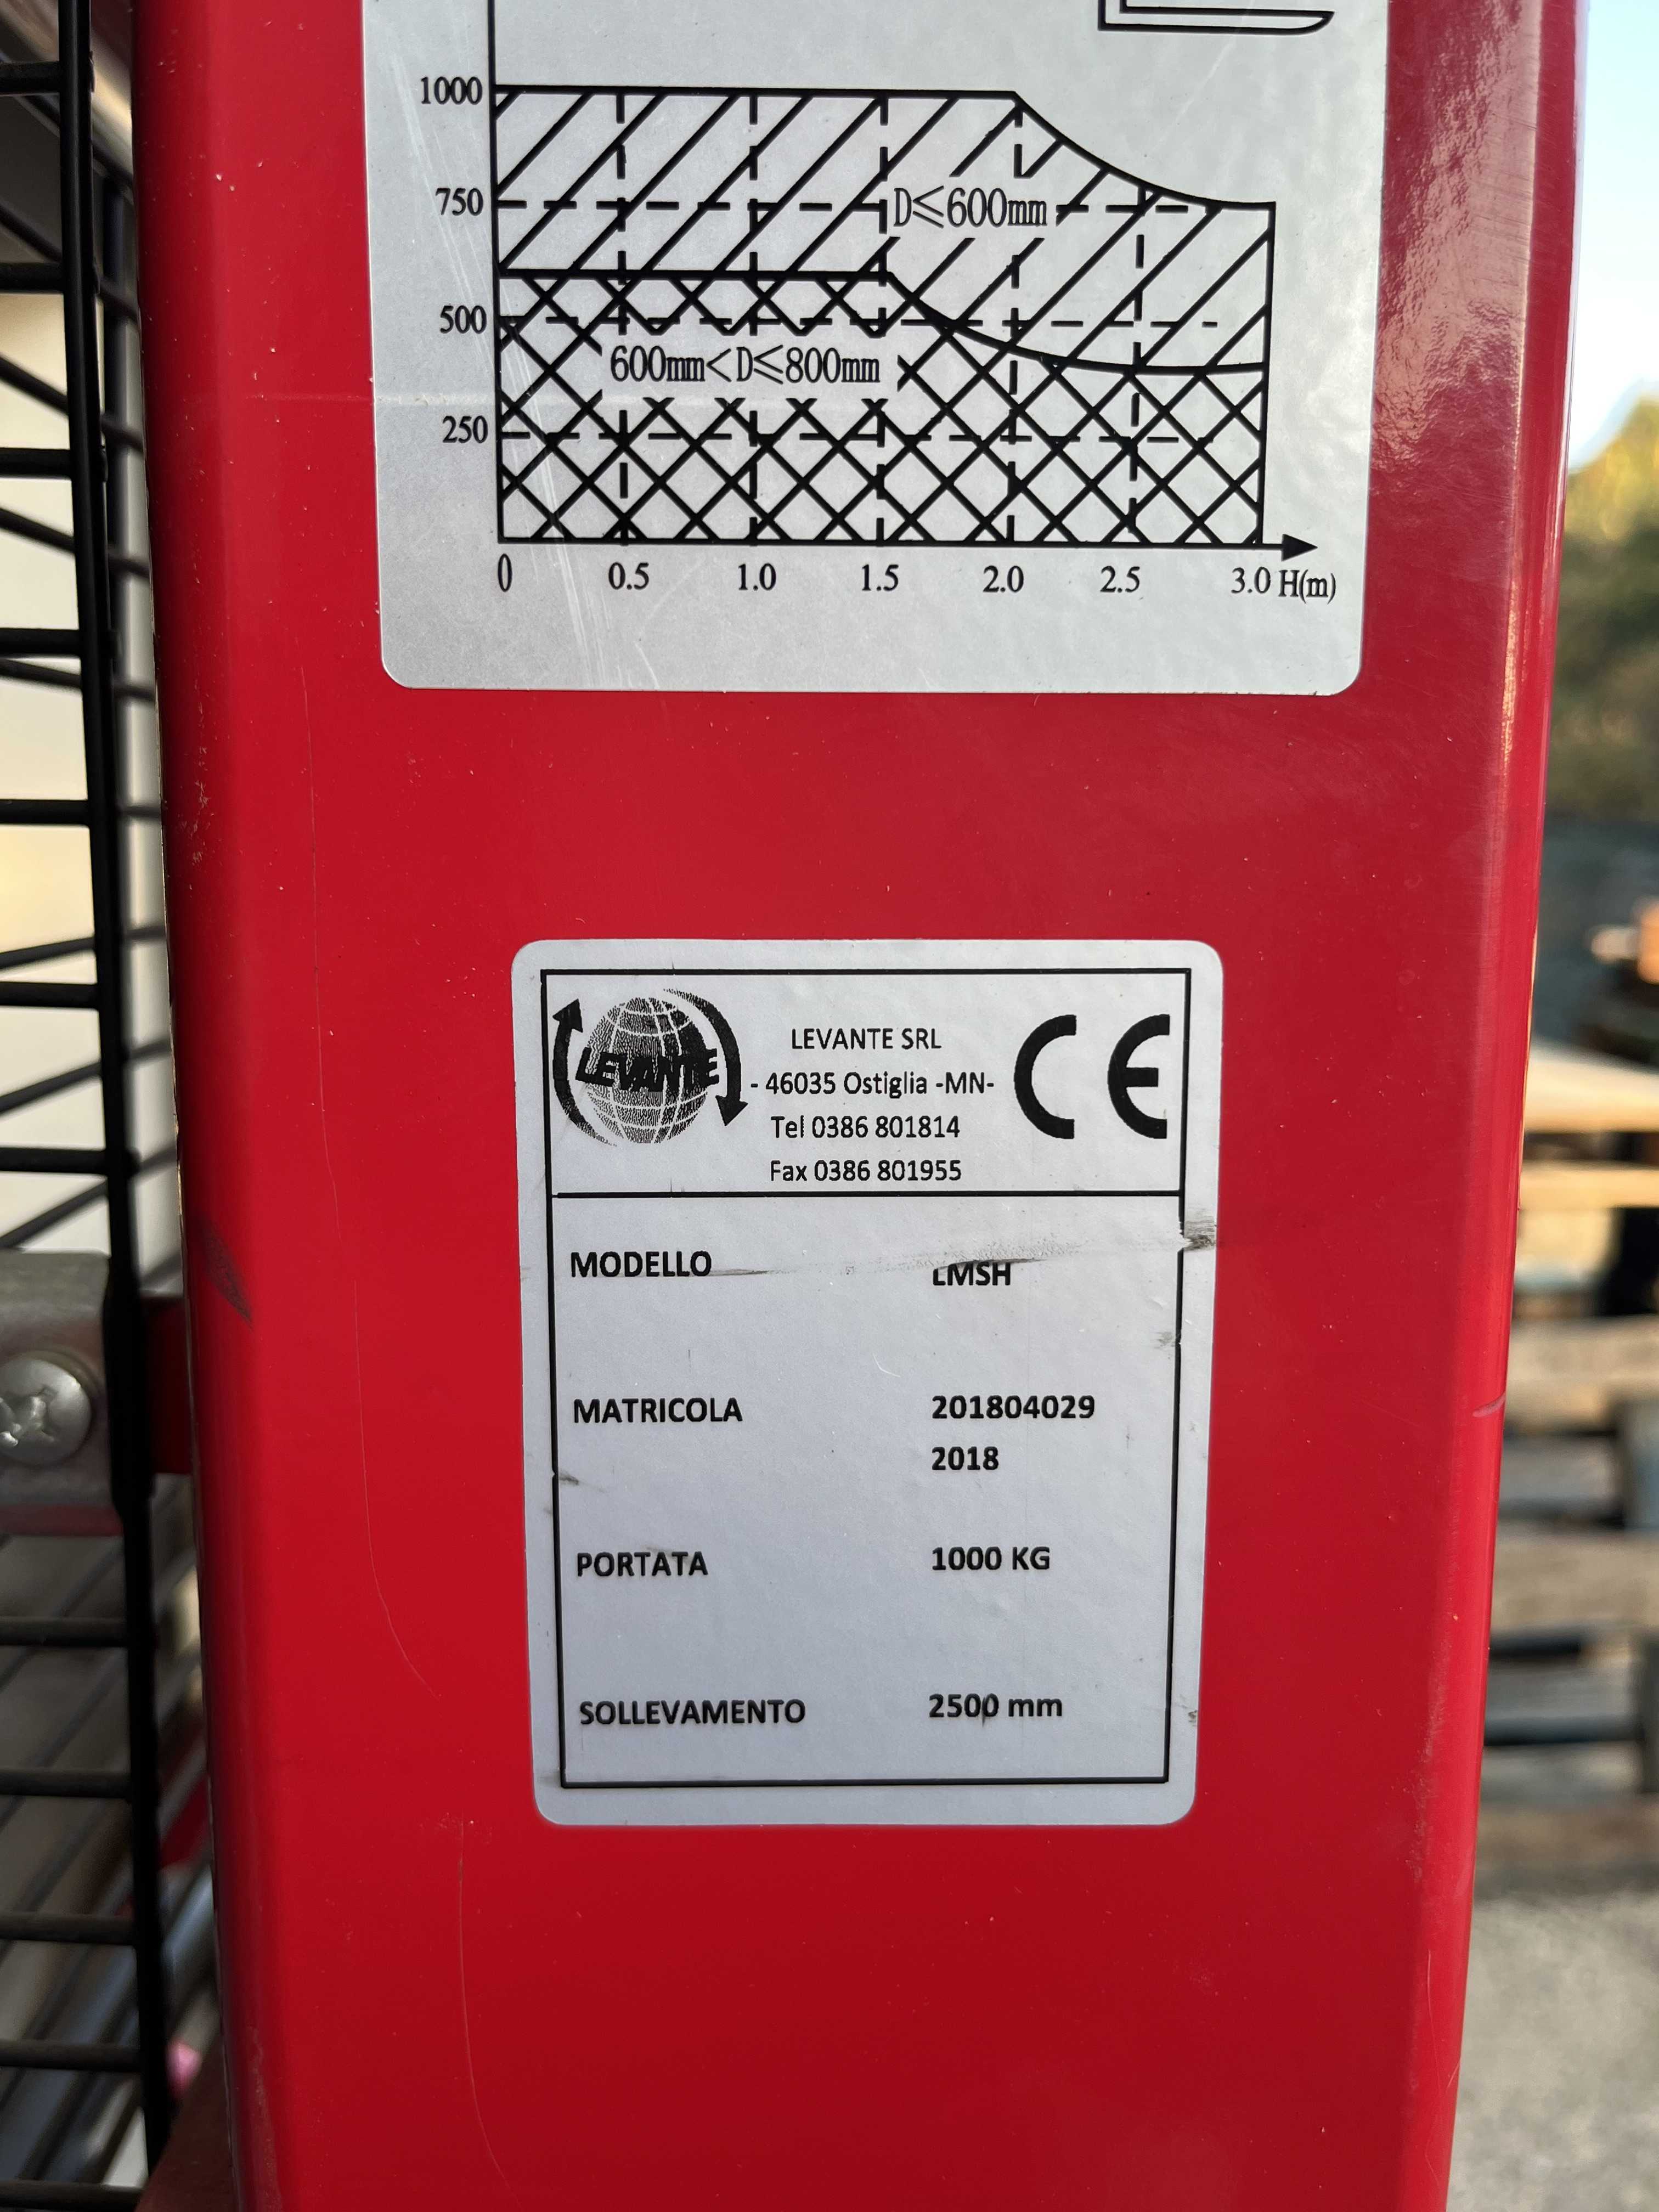 1000
750
D≤600mm
500
600mm<D≤800mm
250
0 0.5 1.0 1.5 2.0 2.5 3.0 H(m)
LEVANTE
LEVANTE SRL
- 46035 Ostiglia -MN-
Tel 0386 801814
Fax 0386 801955
CE
MODELLO LMSH
MATRICOLA 201804029
2018
PORTATA 1000 KG
SOLLEVAMENTO 2500 mm